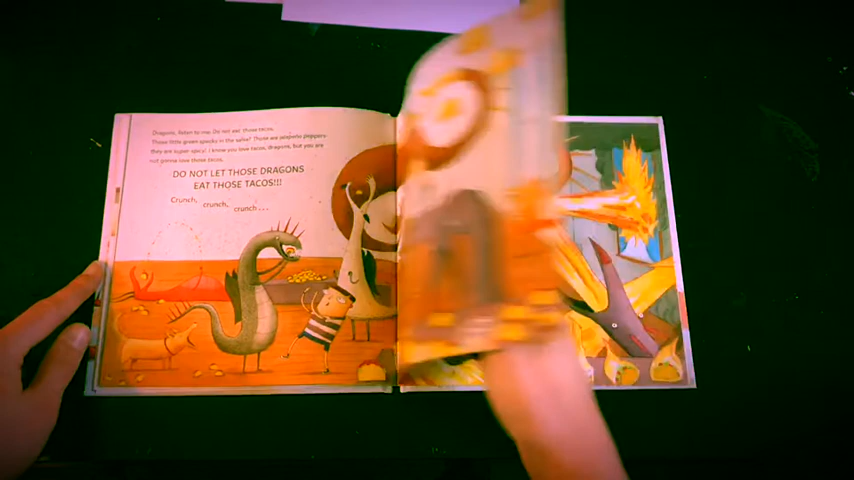 Dragons, listen to me. Do not eat those tacos.
Those little green specks in the salsa? Those are jalapeño peppers
they are super spicy! I know you love tacos, dragons, but you are
not gonna love those tacos.
DO NOT LET THOSE DRAGONS
EAT THOSE TACOS!!!
Crunch, crunch, crunch...